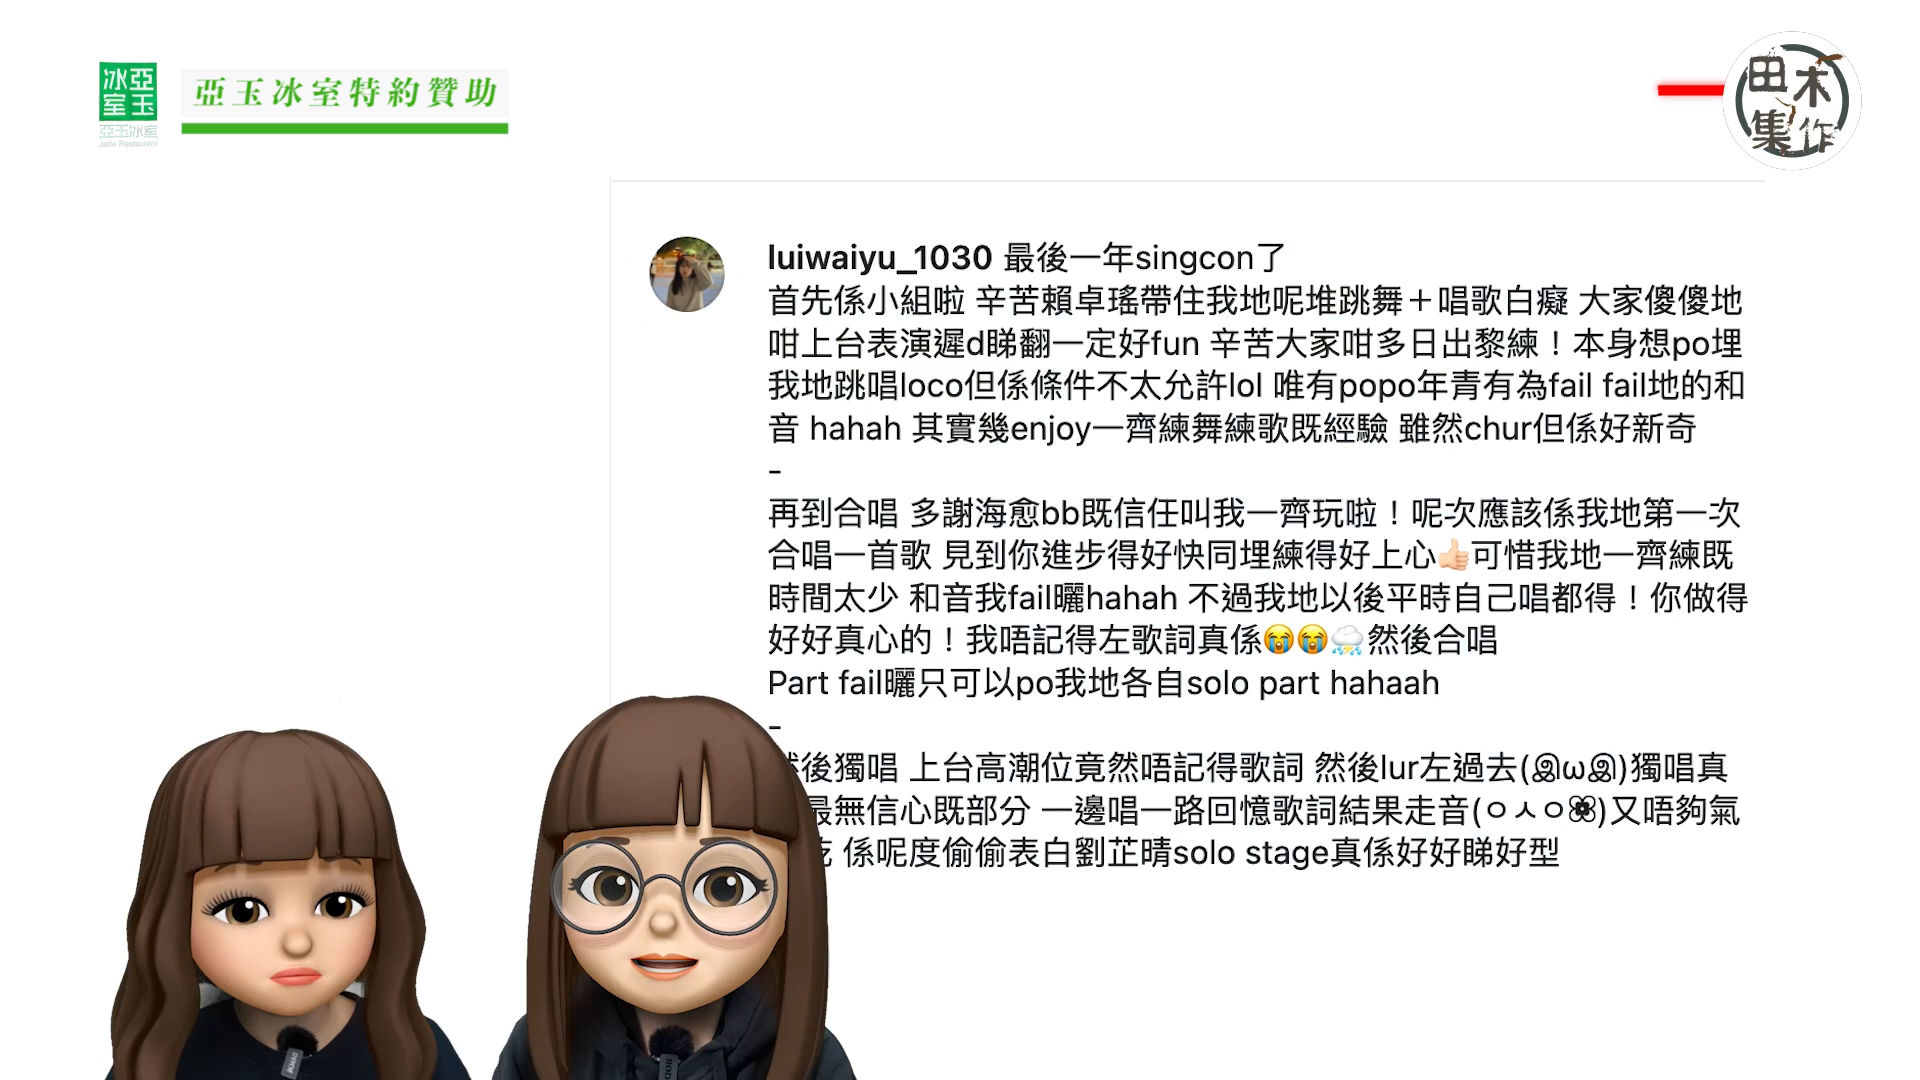 亞玉
冰室
亞玉冰室
Jade Restaurant
亞玉冰室特約贊助
田木
集作
luiwaiyu_1030 最後一年singcon了
首先係小組啦 辛苦賴卓瑤帶住我地呢堆跳舞＋唱歌白癡 大家傻傻地
咁上台表演遲d睇翻一定好fun 辛苦大家咁多日出黎練！本身想po埋
我地跳唱loco但係條件不太允許lol 唯有popo年青有為fail fail地的和
音 hahah 其實幾enjoy一齊練舞練歌既經驗 雖然chur但係好新奇
-
再到合唱 多謝海愈bb既信任叫我一齊玩啦！呢次應該係我地第一次
合唱一首歌 見到你進步得好快同埋練得好上心👍🏻可惜我地一齊練既
時間太少 和音我fail曬hahah 不過我地以後平時自己唱都得！你做得
好好真心的！我唔記得左歌詞真係😭😭⛈然後合唱
Part fail曬只可以po我地各自solo part hahaah
-
後獨唱 上台高潮位竟然唔記得歌詞 然後lur左過去(இωஇ)獨唱真
最無信心既部分 一邊唱一路回憶歌詞結果走音(ㅇㅅㅇ❀)又唔夠氣
係呢度偷偷表白劉芷晴solo stage真係好好睇好型